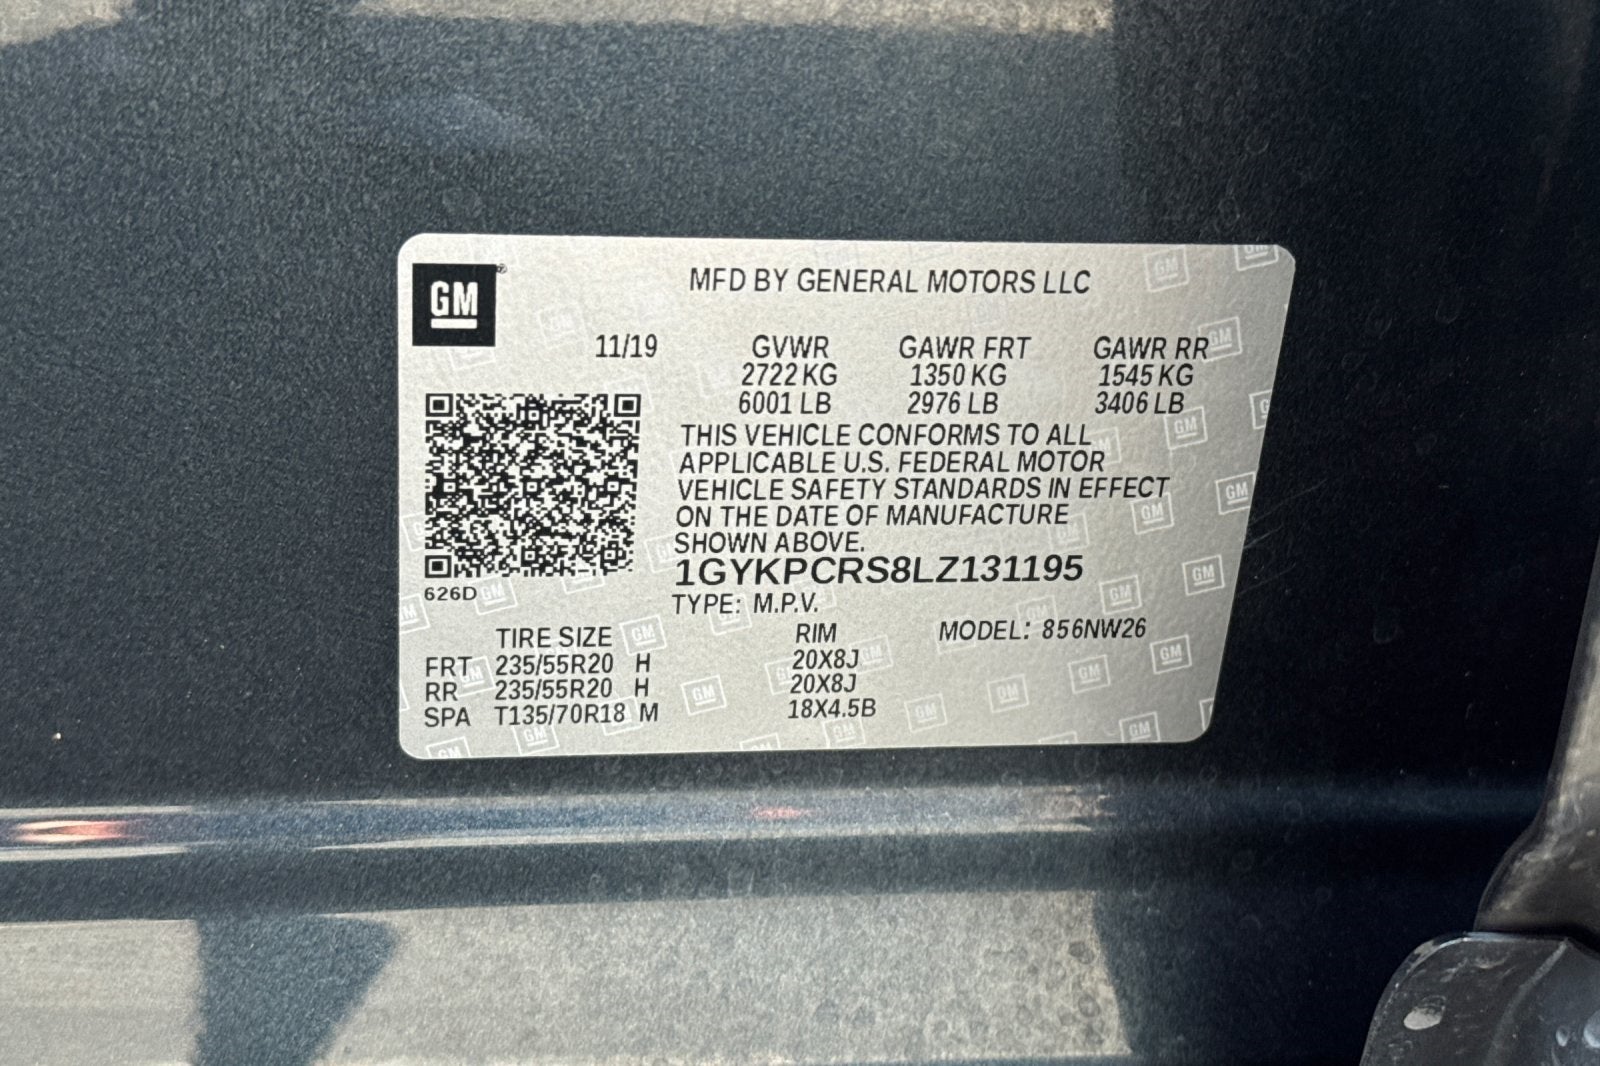 GM
MFD BY GENERAL MOTORS LLC
11/19 GVWR GAWR FRT GAWR RR
2722 KG 1350 KG 1545 KG
6001 LB 2976 LB 3406 LB
THIS VEHICLE CONFORMS TO ALL
APPLICABLE U.S. FEDERAL MOTOR
VEHICLE SAFETY STANDARDS IN EFFECT
ON THE DATE OF MANUFACTURE
SHOWN ABOVE.
1GYKPCRS8LZ131195
626D
TYPE: M.P.V.
TIRE SIZE RIM MODEL: 856NW26
FRT 235/55R20 H 20X8J
RR 235/55R20 H 20X8J
SPA T135/70R18 M 18X4.5B